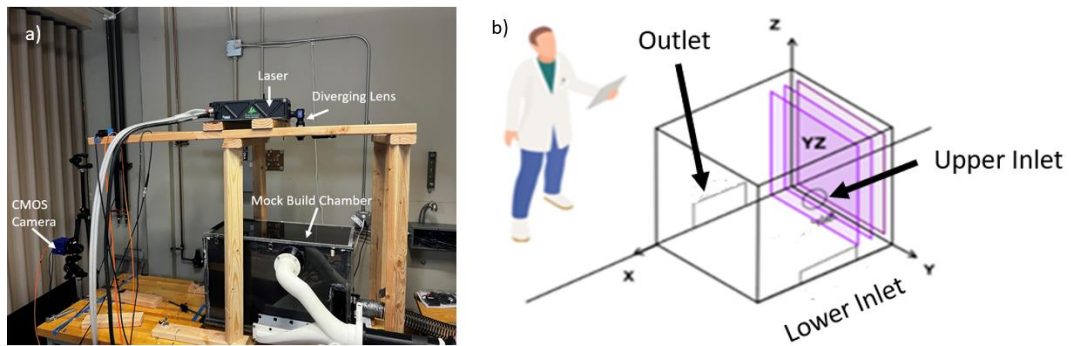 a)
Laser
Diverging Lens
Mock Build Chamber
CMOS
Camera
b)
Outlet
Z
YZ
Upper Inlet
X
Y
Lower Inlet